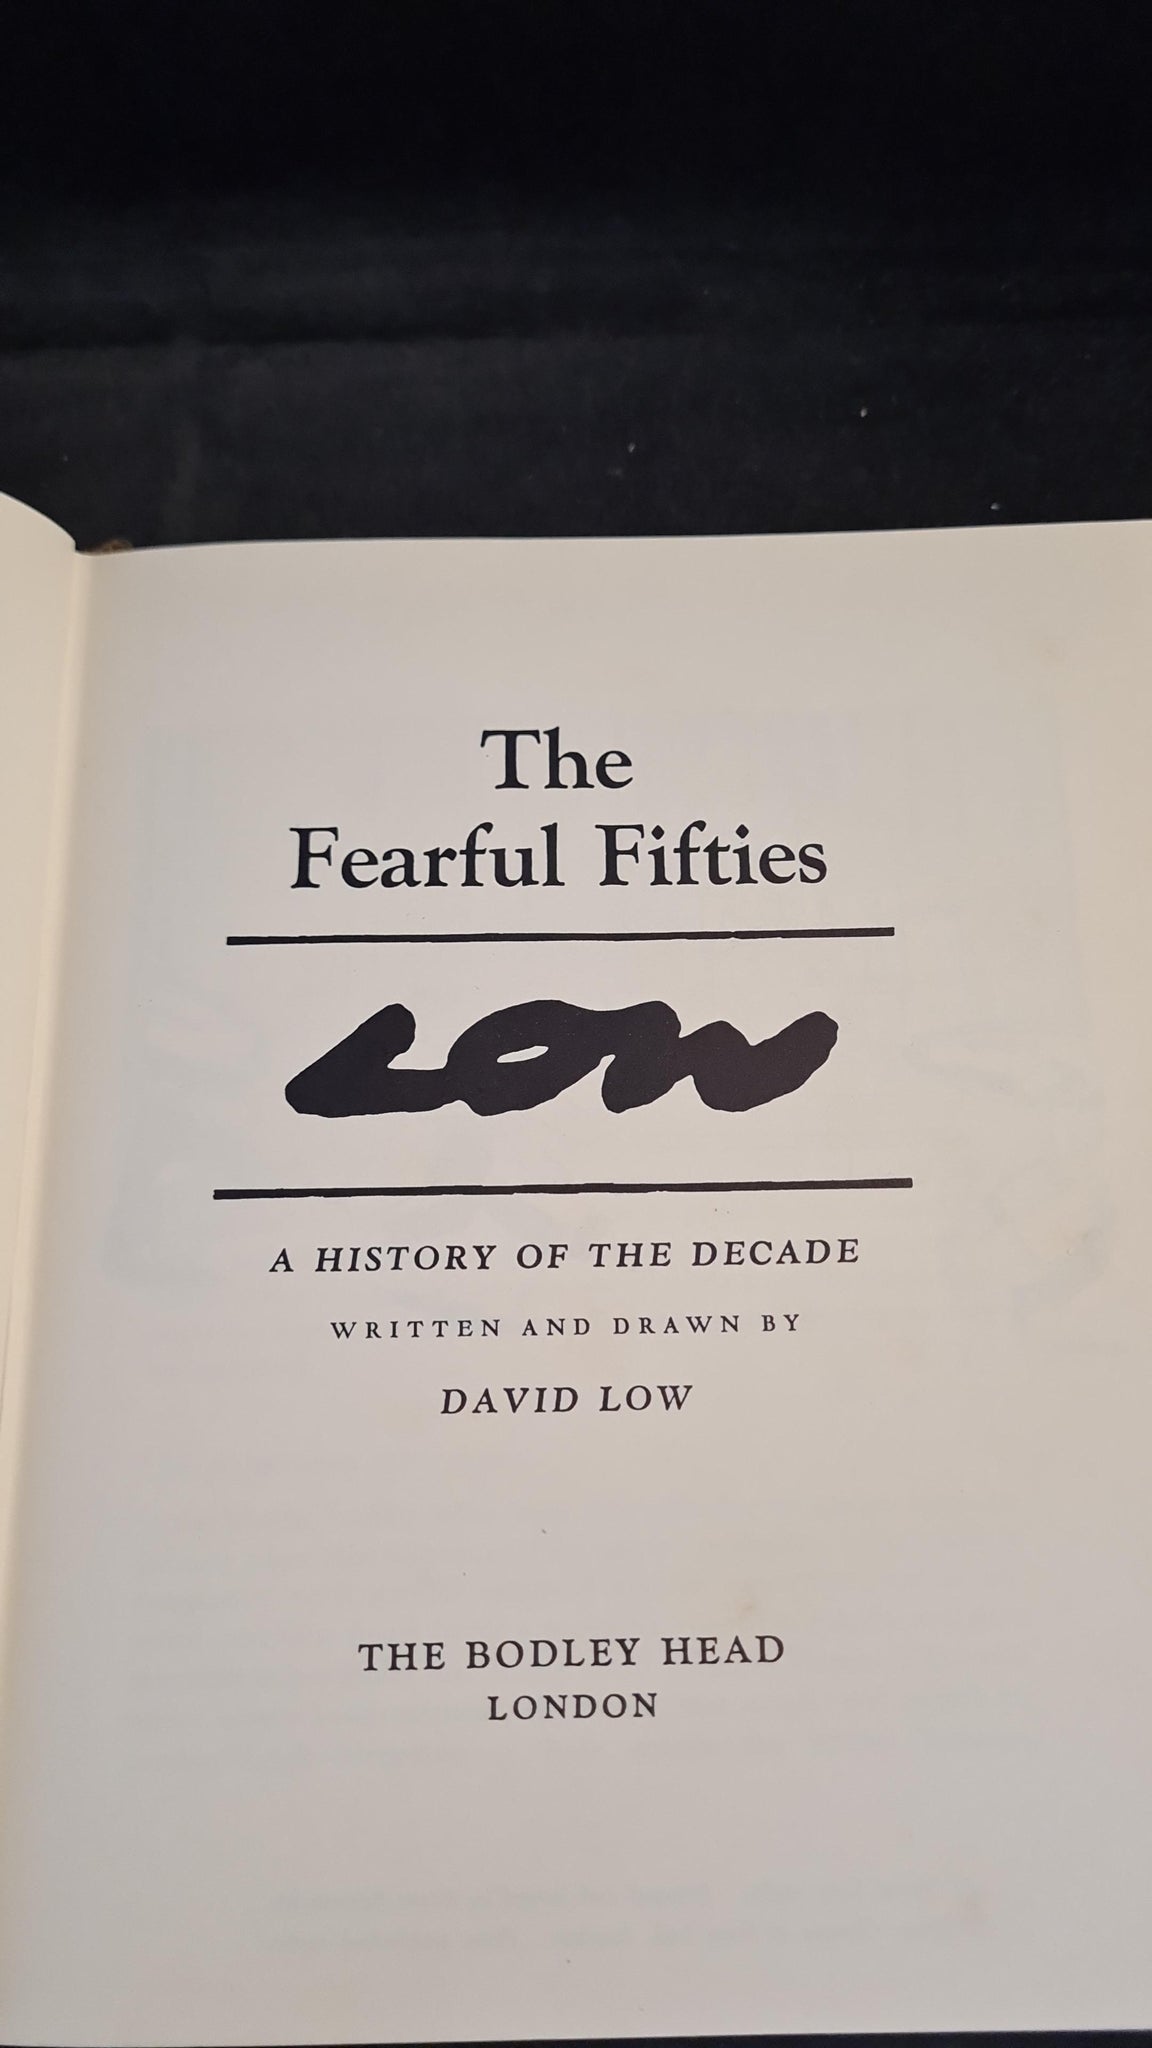 The
Fearful Fifties
LOW
A HISTORY OF THE DECADE
WRITTEN AND DRAWN BY
DAVID LOW
THE BODLEY HEAD
LONDON